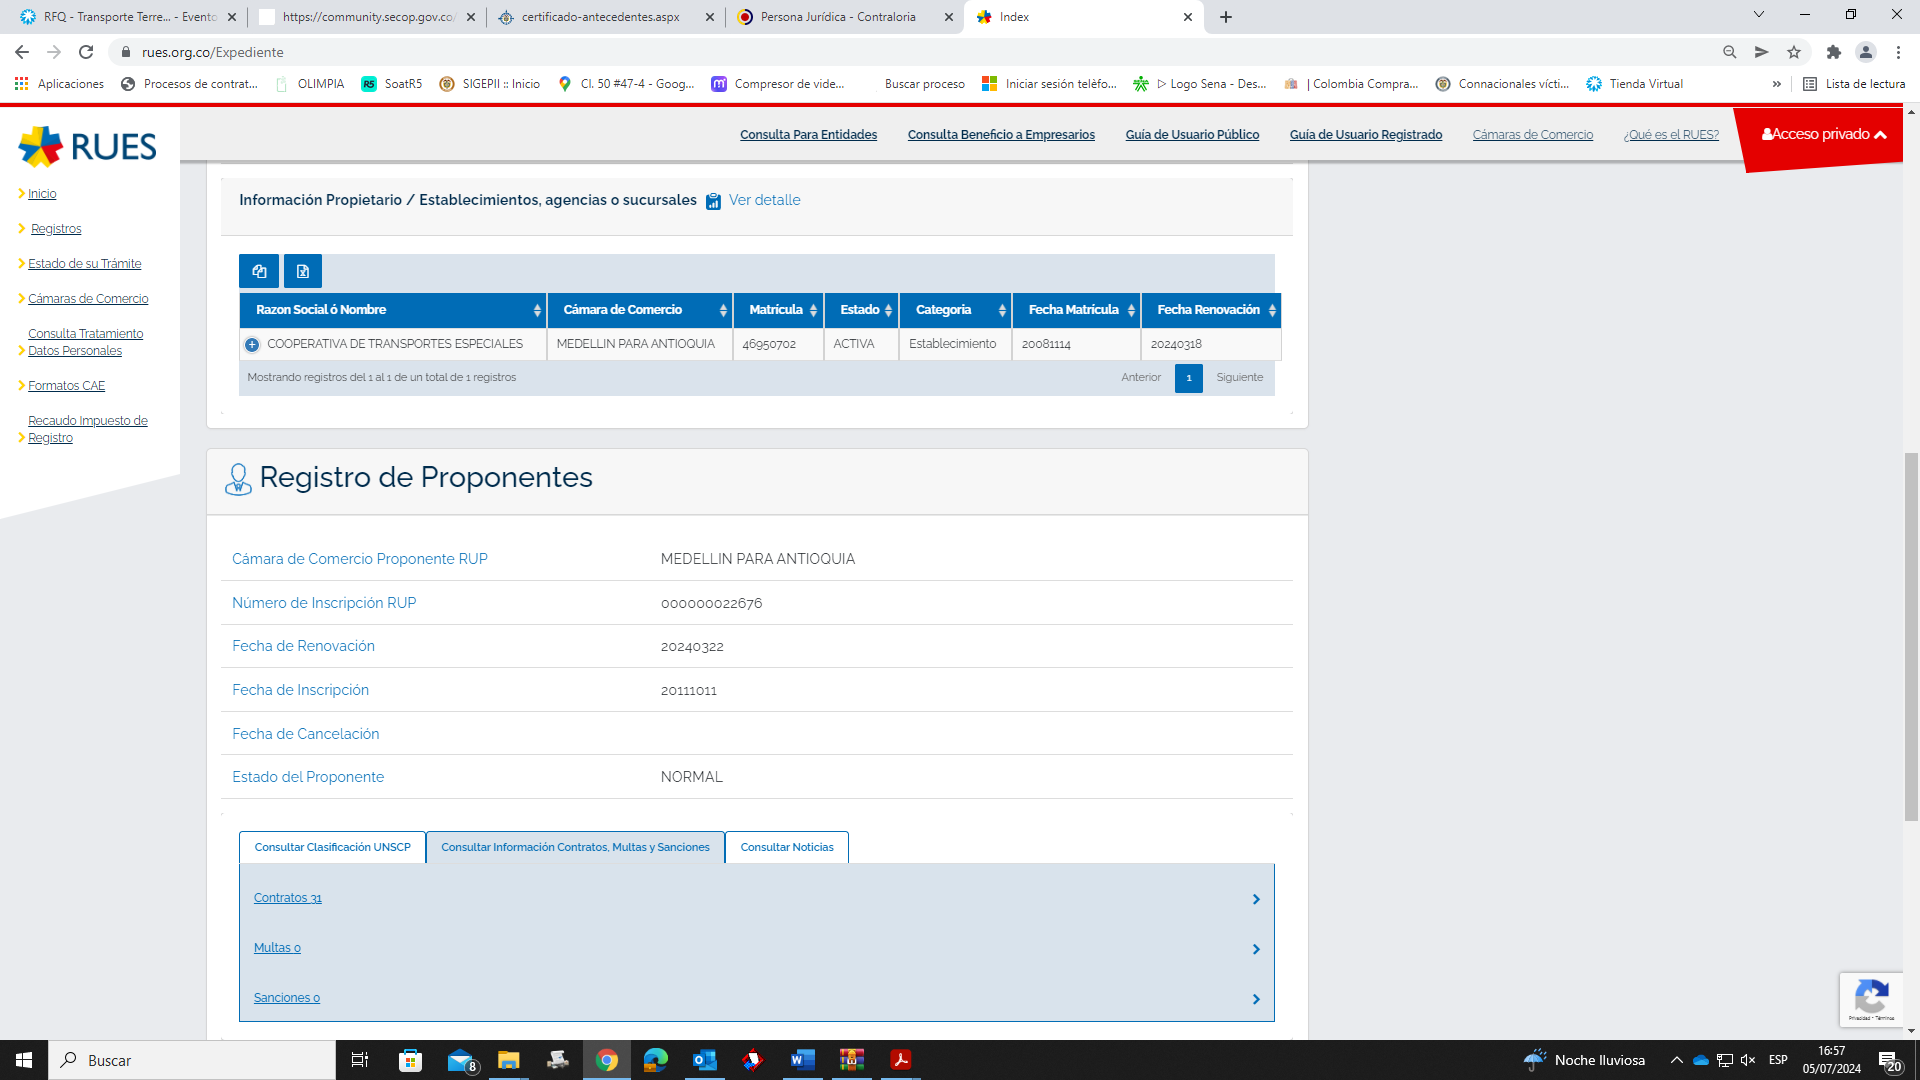 RFQ - Transporte Terre... - Evento
https://community.secop.gov.co/
certificado-antecedentes.aspx
Persona Jurídica - Contraloria
Index
rues.org.co/Expediente
Aplicaciones
Procesos de contrat...
OLIMPIA
SoatR5
SIGEPII :: Inicio
Cl. 50 #47-4 - Goog...
Compresor de vide...
Buscar proceso
Iniciar sesión teléfo...
▷ Logo Sena - Des...
| Colombia Compra...
Connacionales vícti...
Tienda Virtual
»
Lista de lectura
RUES
Consulta Para Entidades
Consulta Beneficio a Empresarios
Guía de Usuario Público
Guía de Usuario Registrado
Cámaras de Comercio
¿Qué es el RUES?
Acceso privado
Inicio
Registros
Estado de su Trámite
Cámaras de Comercio
Consulta Tratamiento
Datos Personales
Formatos CAE
Recaudo Impuesto de
Registro
Información Propietario / Establecimientos, agencias o sucursales Ver detalle
Razon Social ó Nombre Cámara de Comercio Matrícula Estado Categoria Fecha Matrícula Fecha Renovación
COOPERATIVA DE TRANSPORTES ESPECIALES MEDELLIN PARA ANTIOQUIA 46950702 ACTIVA Establecimiento 20081114 20240318
Mostrando registros del 1 al 1 de un total de 1 registros Anterior 1 Siguiente
Registro de Proponentes
Cámara de Comercio Proponente RUP MEDELLIN PARA ANTIOQUIA
Número de Inscripción RUP 000000022676
Fecha de Renovación 20240322
Fecha de Inscripción 20111011
Fecha de Cancelación
Estado del Proponente NORMAL
Consultar Clasificación UNSCP Consultar Información Contratos, Multas y Sanciones Consultar Noticias
Contratos 31
Multas 0
Sanciones 0
Privacidad - Términos
Buscar
8
Noche lluviosa
ESP
16:57
05/07/2024
20